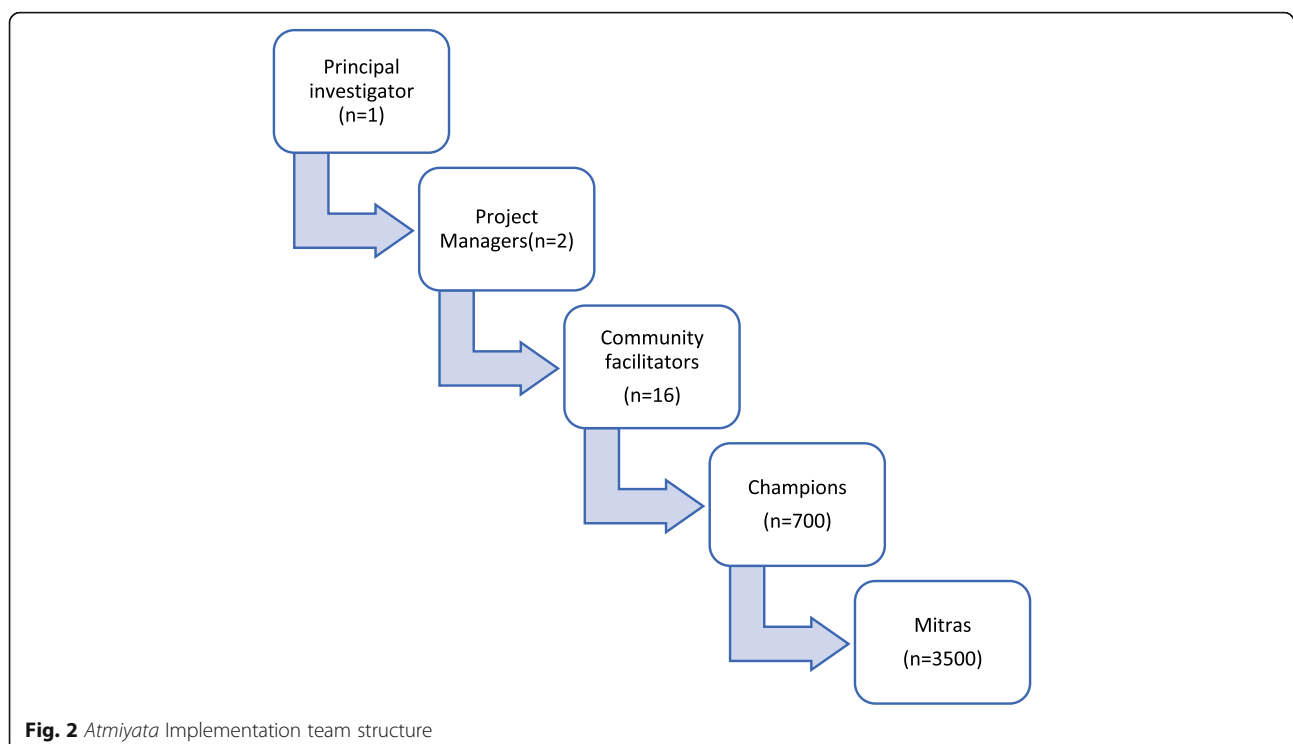 Principal
investigator
(n=1)
Project
Managers(n=2)
Community
facilitators
(n=16)
Champions
(n=700)
Mitras
(n=3500)
Fig. 2 Atmiyata Implementation team structure